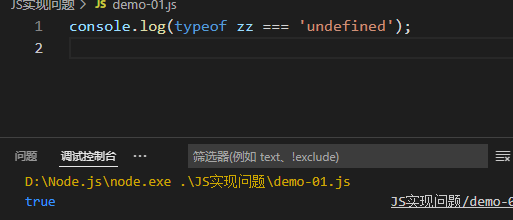 JS实现问题 > JS demo-01.js
1 console.log(typeof zz === 'undefined');
2
问题 调试控制台 ... 筛选器(例如 text、!exclude)
D:\Node.js\node.exe .\JS实现问题\demo-01.js
true JS实现问题/demo-0